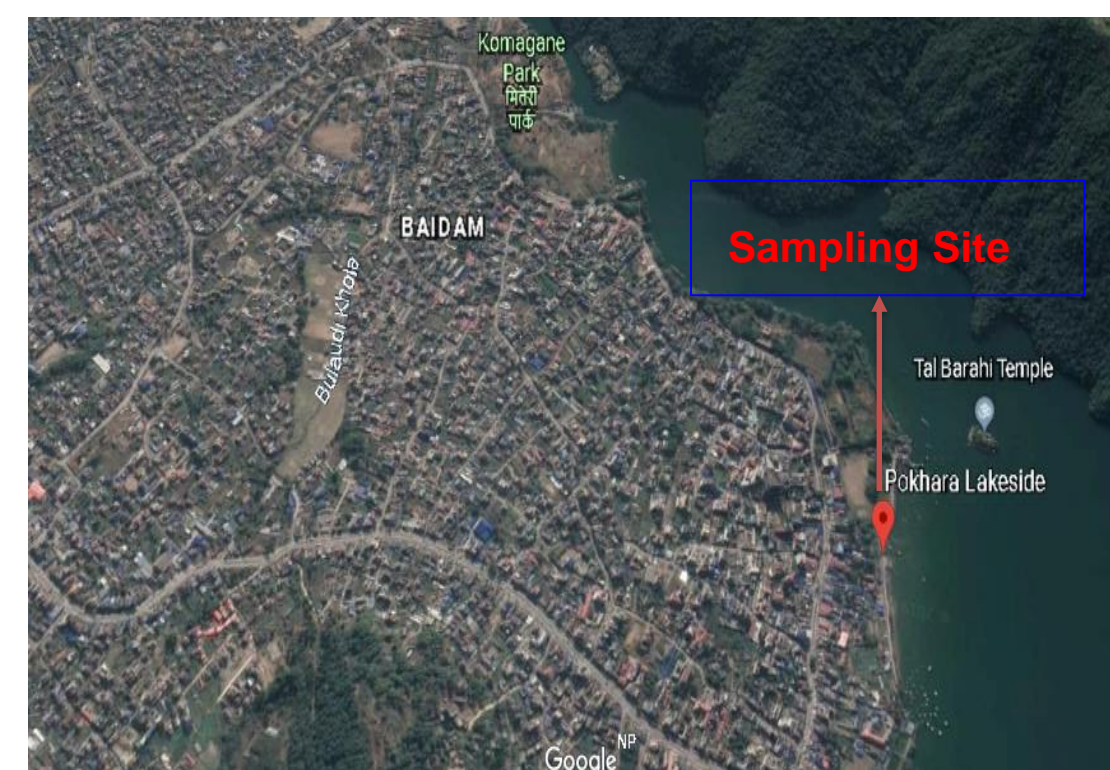 Komagane
Park
मितेरी
पार्क
BAIDAM
Sampling Site
Bulaudi Khola
Tal Barahi Temple
Pokhara Lakeside
Google
NP